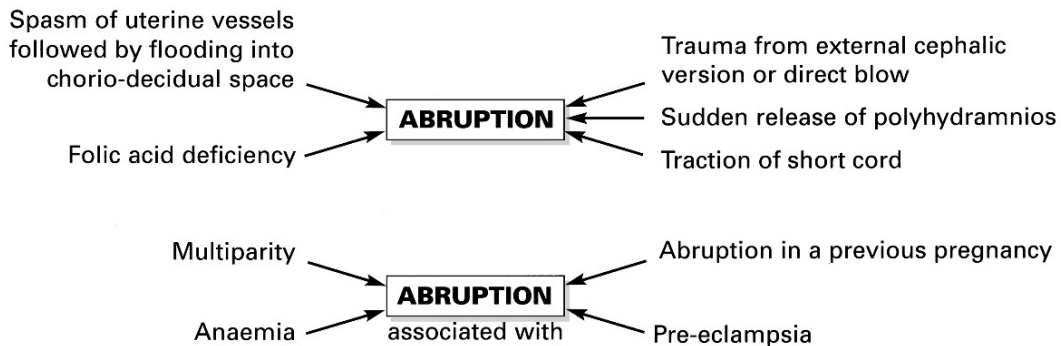 Spasm of uterine vessels
followed by flooding into
chorio-decidual space
Folic acid deficiency
ABRUPTION
Trauma from external cephalic
version or direct blow
Sudden release of polyhydramnios
Traction of short cord
Multiparity
Anaemia
ABRUPTION
associated with
Abruption in a previous pregnancy
Pre-eclampsia